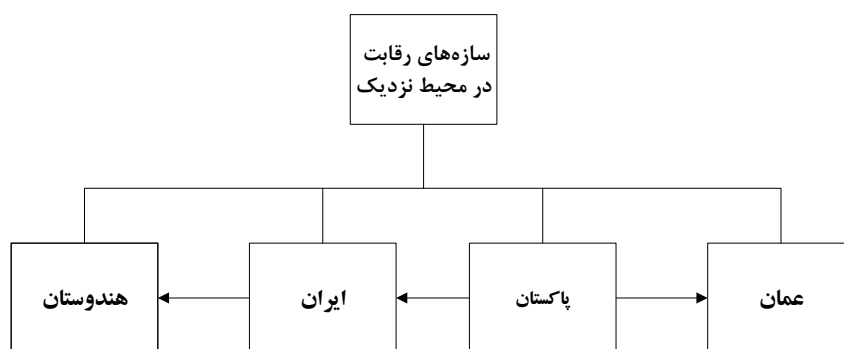 سازه‌های رقابت
در محیط نزدیک
عمان
پاکستان
ایران
هندوستان